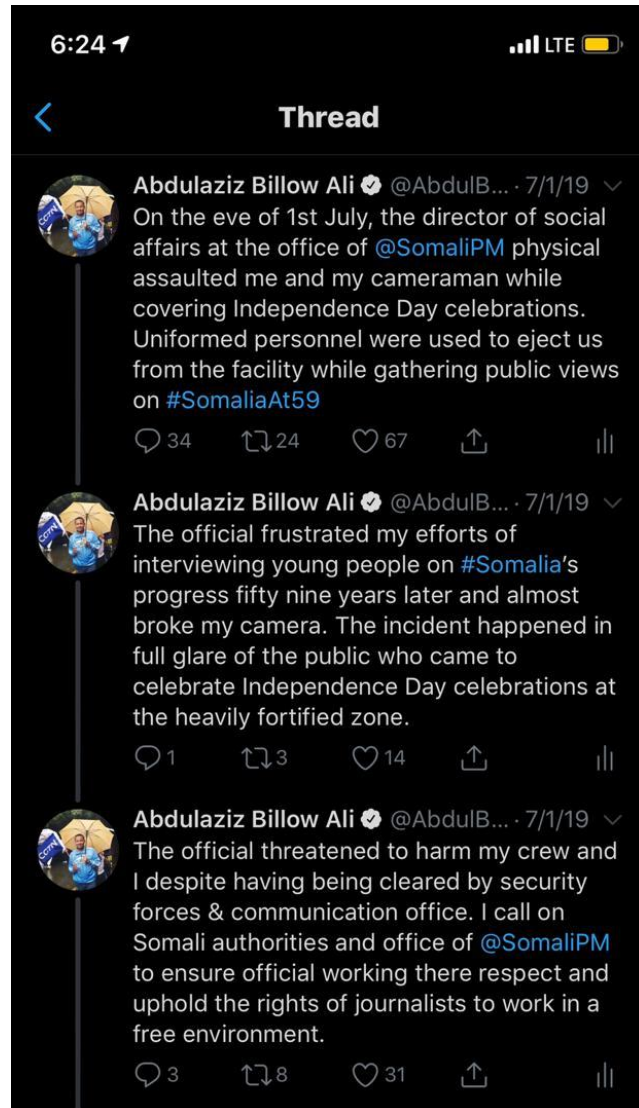 6:24
LTE
Thread
Abdulaziz Billow Ali @AbdulB... · 7/1/19
On the eve of 1st July, the director of social
affairs at the office of @SomaliPM physical
assaulted me and my cameraman while
covering Independence Day celebrations.
Uniformed personnel were used to eject us
from the facility while gathering public views
on #SomaliaAt59
34 24 67
CGTN
Abdulaziz Billow Ali @AbdulB... · 7/1/19
The official frustrated my efforts of
interviewing young people on #Somalia's
progress fifty nine years later and almost
broke my camera. The incident happened in
full glare of the public who came to
celebrate Independence Day celebrations at
the heavily fortified zone.
1 3 14
CGTN
Abdulaziz Billow Ali @AbdulB... · 7/1/19
The official threatened to harm my crew and
I despite having being cleared by security
forces & communication office. I call on
Somali authorities and office of @SomaliPM
to ensure official working there respect and
uphold the rights of journalists to work in a
free environment.
3 8 31
CGTN